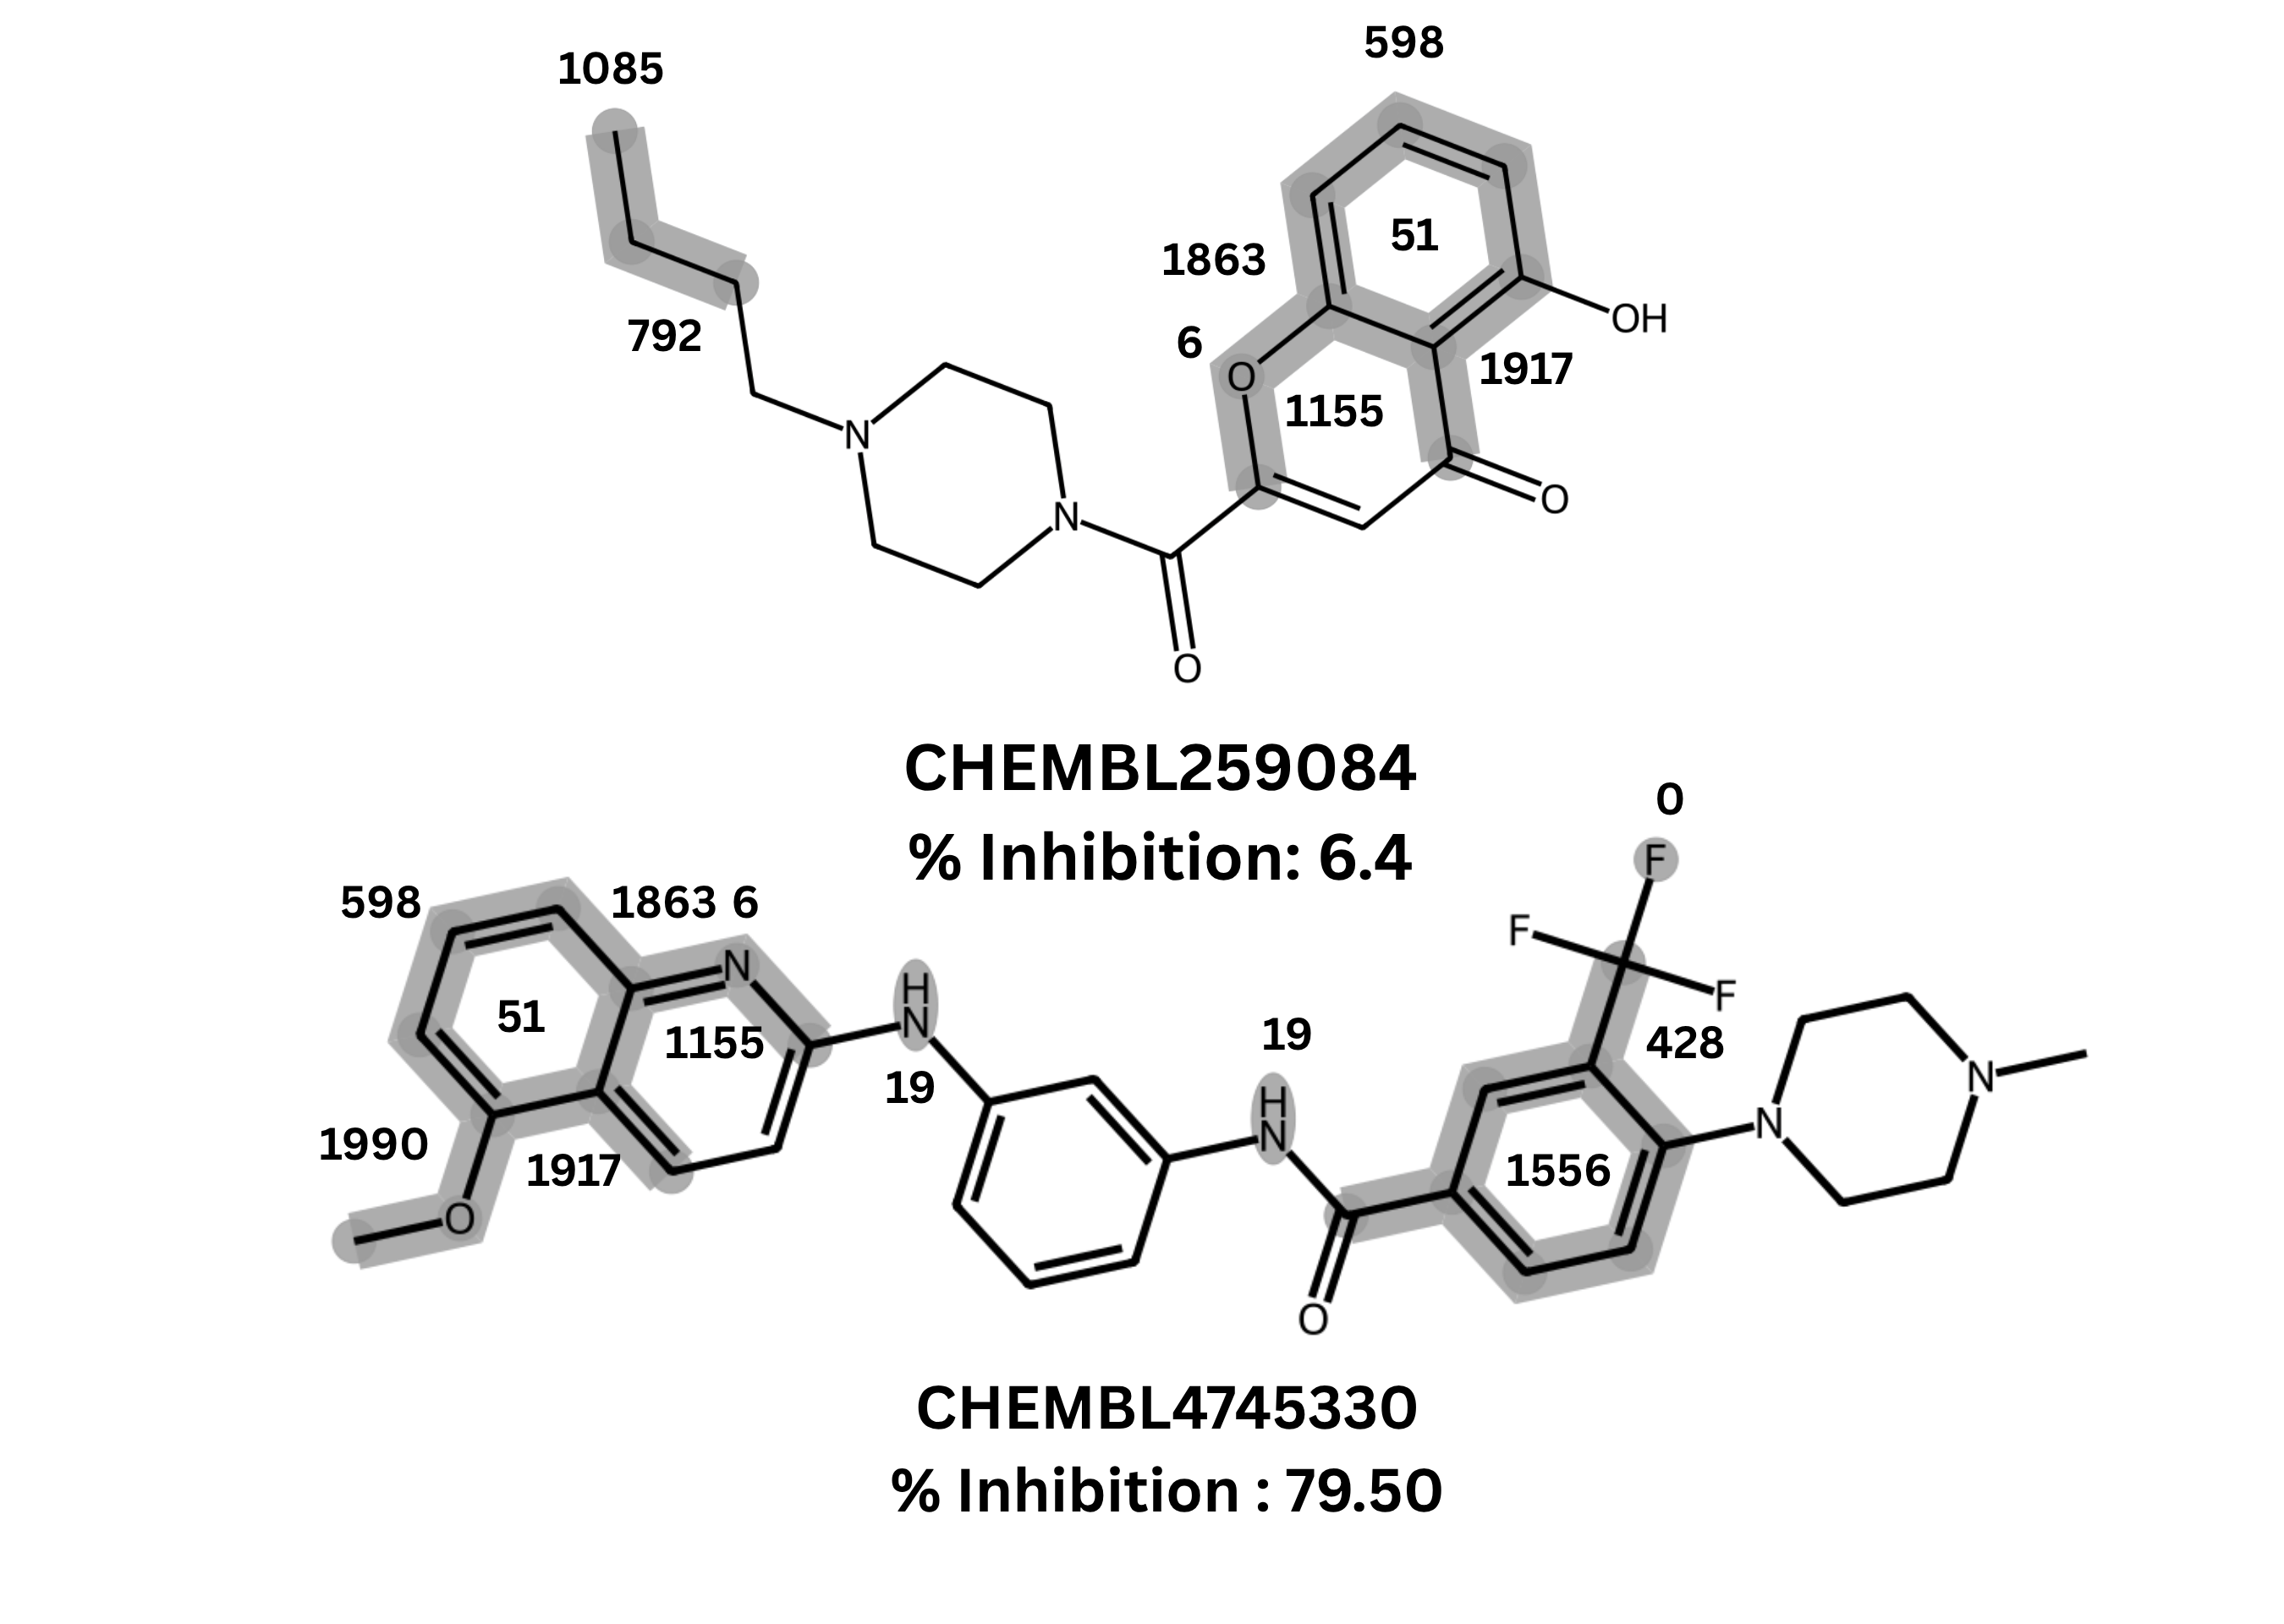 598
1085
51
1863
OH
792
6
1917
O
1155
N
O
N
O
CHEMBL259084
0
% Inhibition: 6.4
F
598
1863 6
F
N
H
N
F
51
1155
19
428
19
H
N
N
N
1990
1917
1556
O
O
CHEMBL4745330
% Inhibition : 79.50